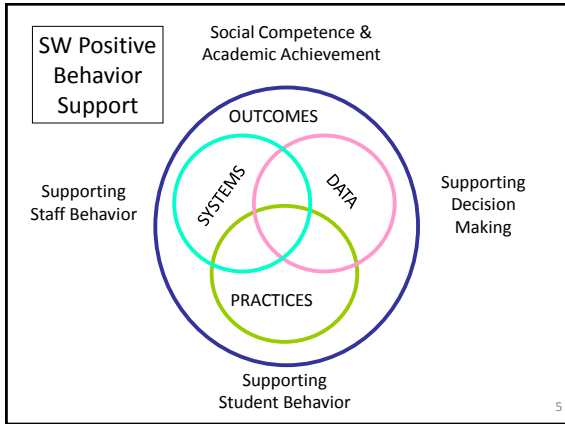 SW Positive
Behavior
Support
Social Competence &
Academic Achievement
OUTCOMES
SYSTEMS
DATA
Supporting
Staff Behavior
Supporting
Decision
Making
PRACTICES
Supporting
Student Behavior
5